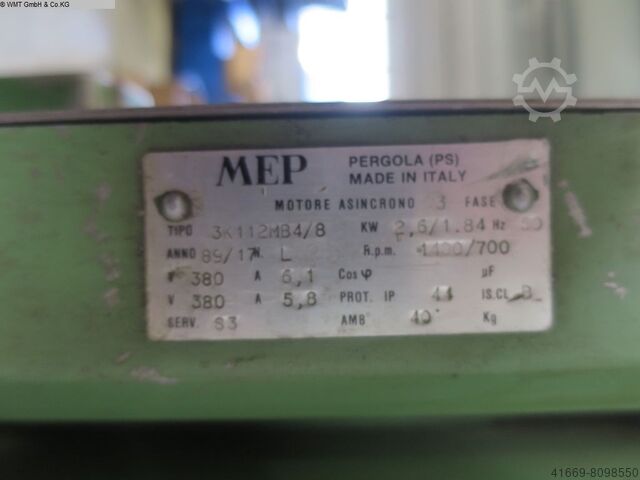 © WMT GmbH & Co.KG
MEP PERGOLA (PS)
MADE IN ITALY
MOTORE ASINCRONO 3 FASE
TIPO 3K112MB4/8 KW 2,6/1.84 Hz 50
ANNO 89/17 N. L R.p.m. 1400/700
V 380 A 6,1 Cos φ µF
V 380 A 5,8 PROT. IP 44 IS.CL B
SERV. S3 AMB 40° Kg
41669-8098550